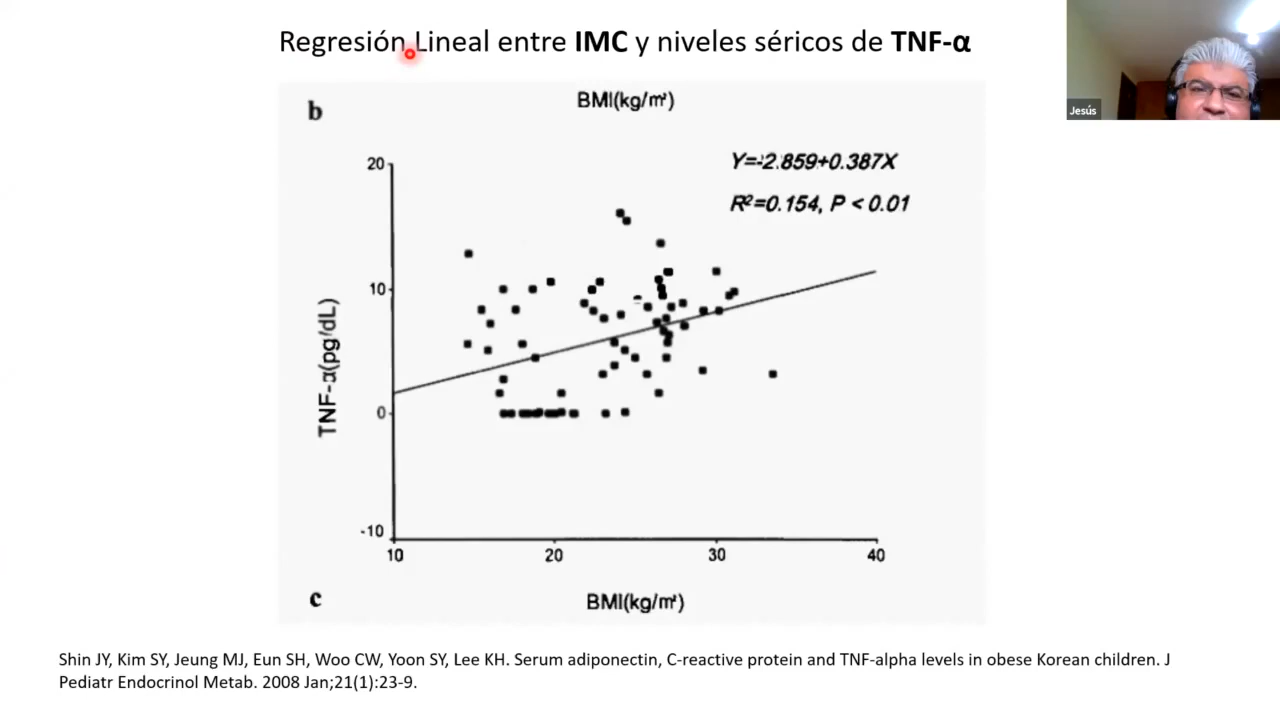 Regresión Lineal entre IMC y niveles séricos de TNF-α
Jesús
b
BMI(kg/m²)
Y=-2.859+0.387X
R²=0.154, P < 0.01
TNF-α(pg/dL)
20
10
0
-10
10 20 30 40
c
BMI(kg/m²)
Shin JY, Kim SY, Jeung MJ, Eun SH, Woo CW, Yoon SY, Lee KH. Serum adiponectin, C-reactive protein and TNF-alpha levels in obese Korean children. J
Pediatr Endocrinol Metab. 2008 Jan;21(1):23-9.